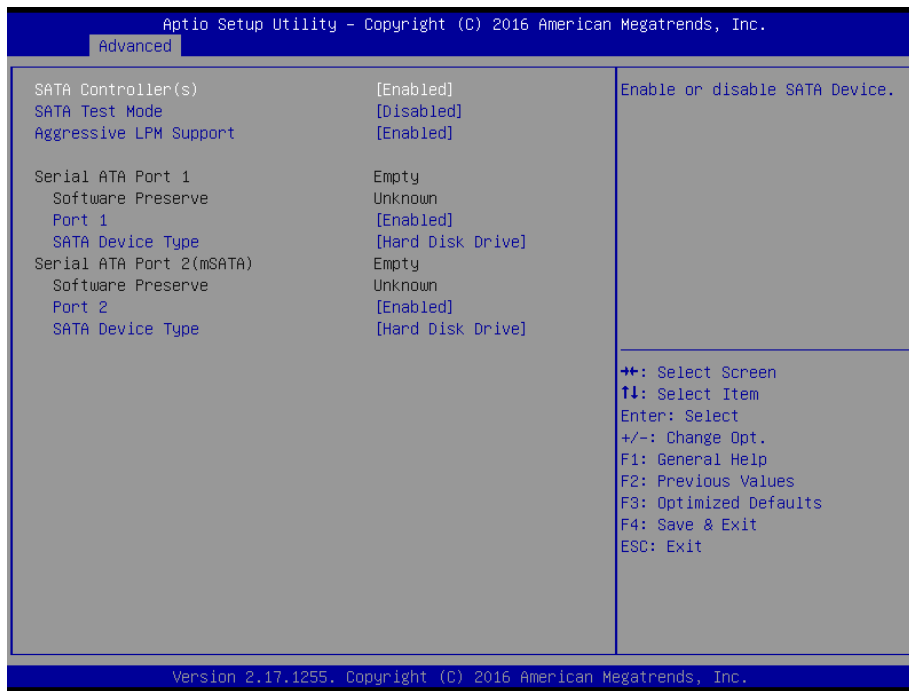 Aptio Setup Utility – Copyright (C) 2016 American Megatrends, Inc.
Advanced
SATA Controller(s) [Enabled]
SATA Test Mode [Disabled]
Aggressive LPM Support [Enabled]
Serial ATA Port 1 Empty
Software Preserve Unknown
Port 1 [Enabled]
SATA Device Type [Hard Disk Drive]
Serial ATA Port 2(mSATA) Empty
Software Preserve Unknown
Port 2 [Enabled]
SATA Device Type [Hard Disk Drive]
Enable or disable SATA Device.
→←: Select Screen
↑↓: Select Item
Enter: Select
+/-: Change Opt.
F1: General Help
F2: Previous Values
F3: Optimized Defaults
F4: Save & Exit
ESC: Exit
Version 2.17.1255. Copyright (C) 2016 American Megatrends, Inc.